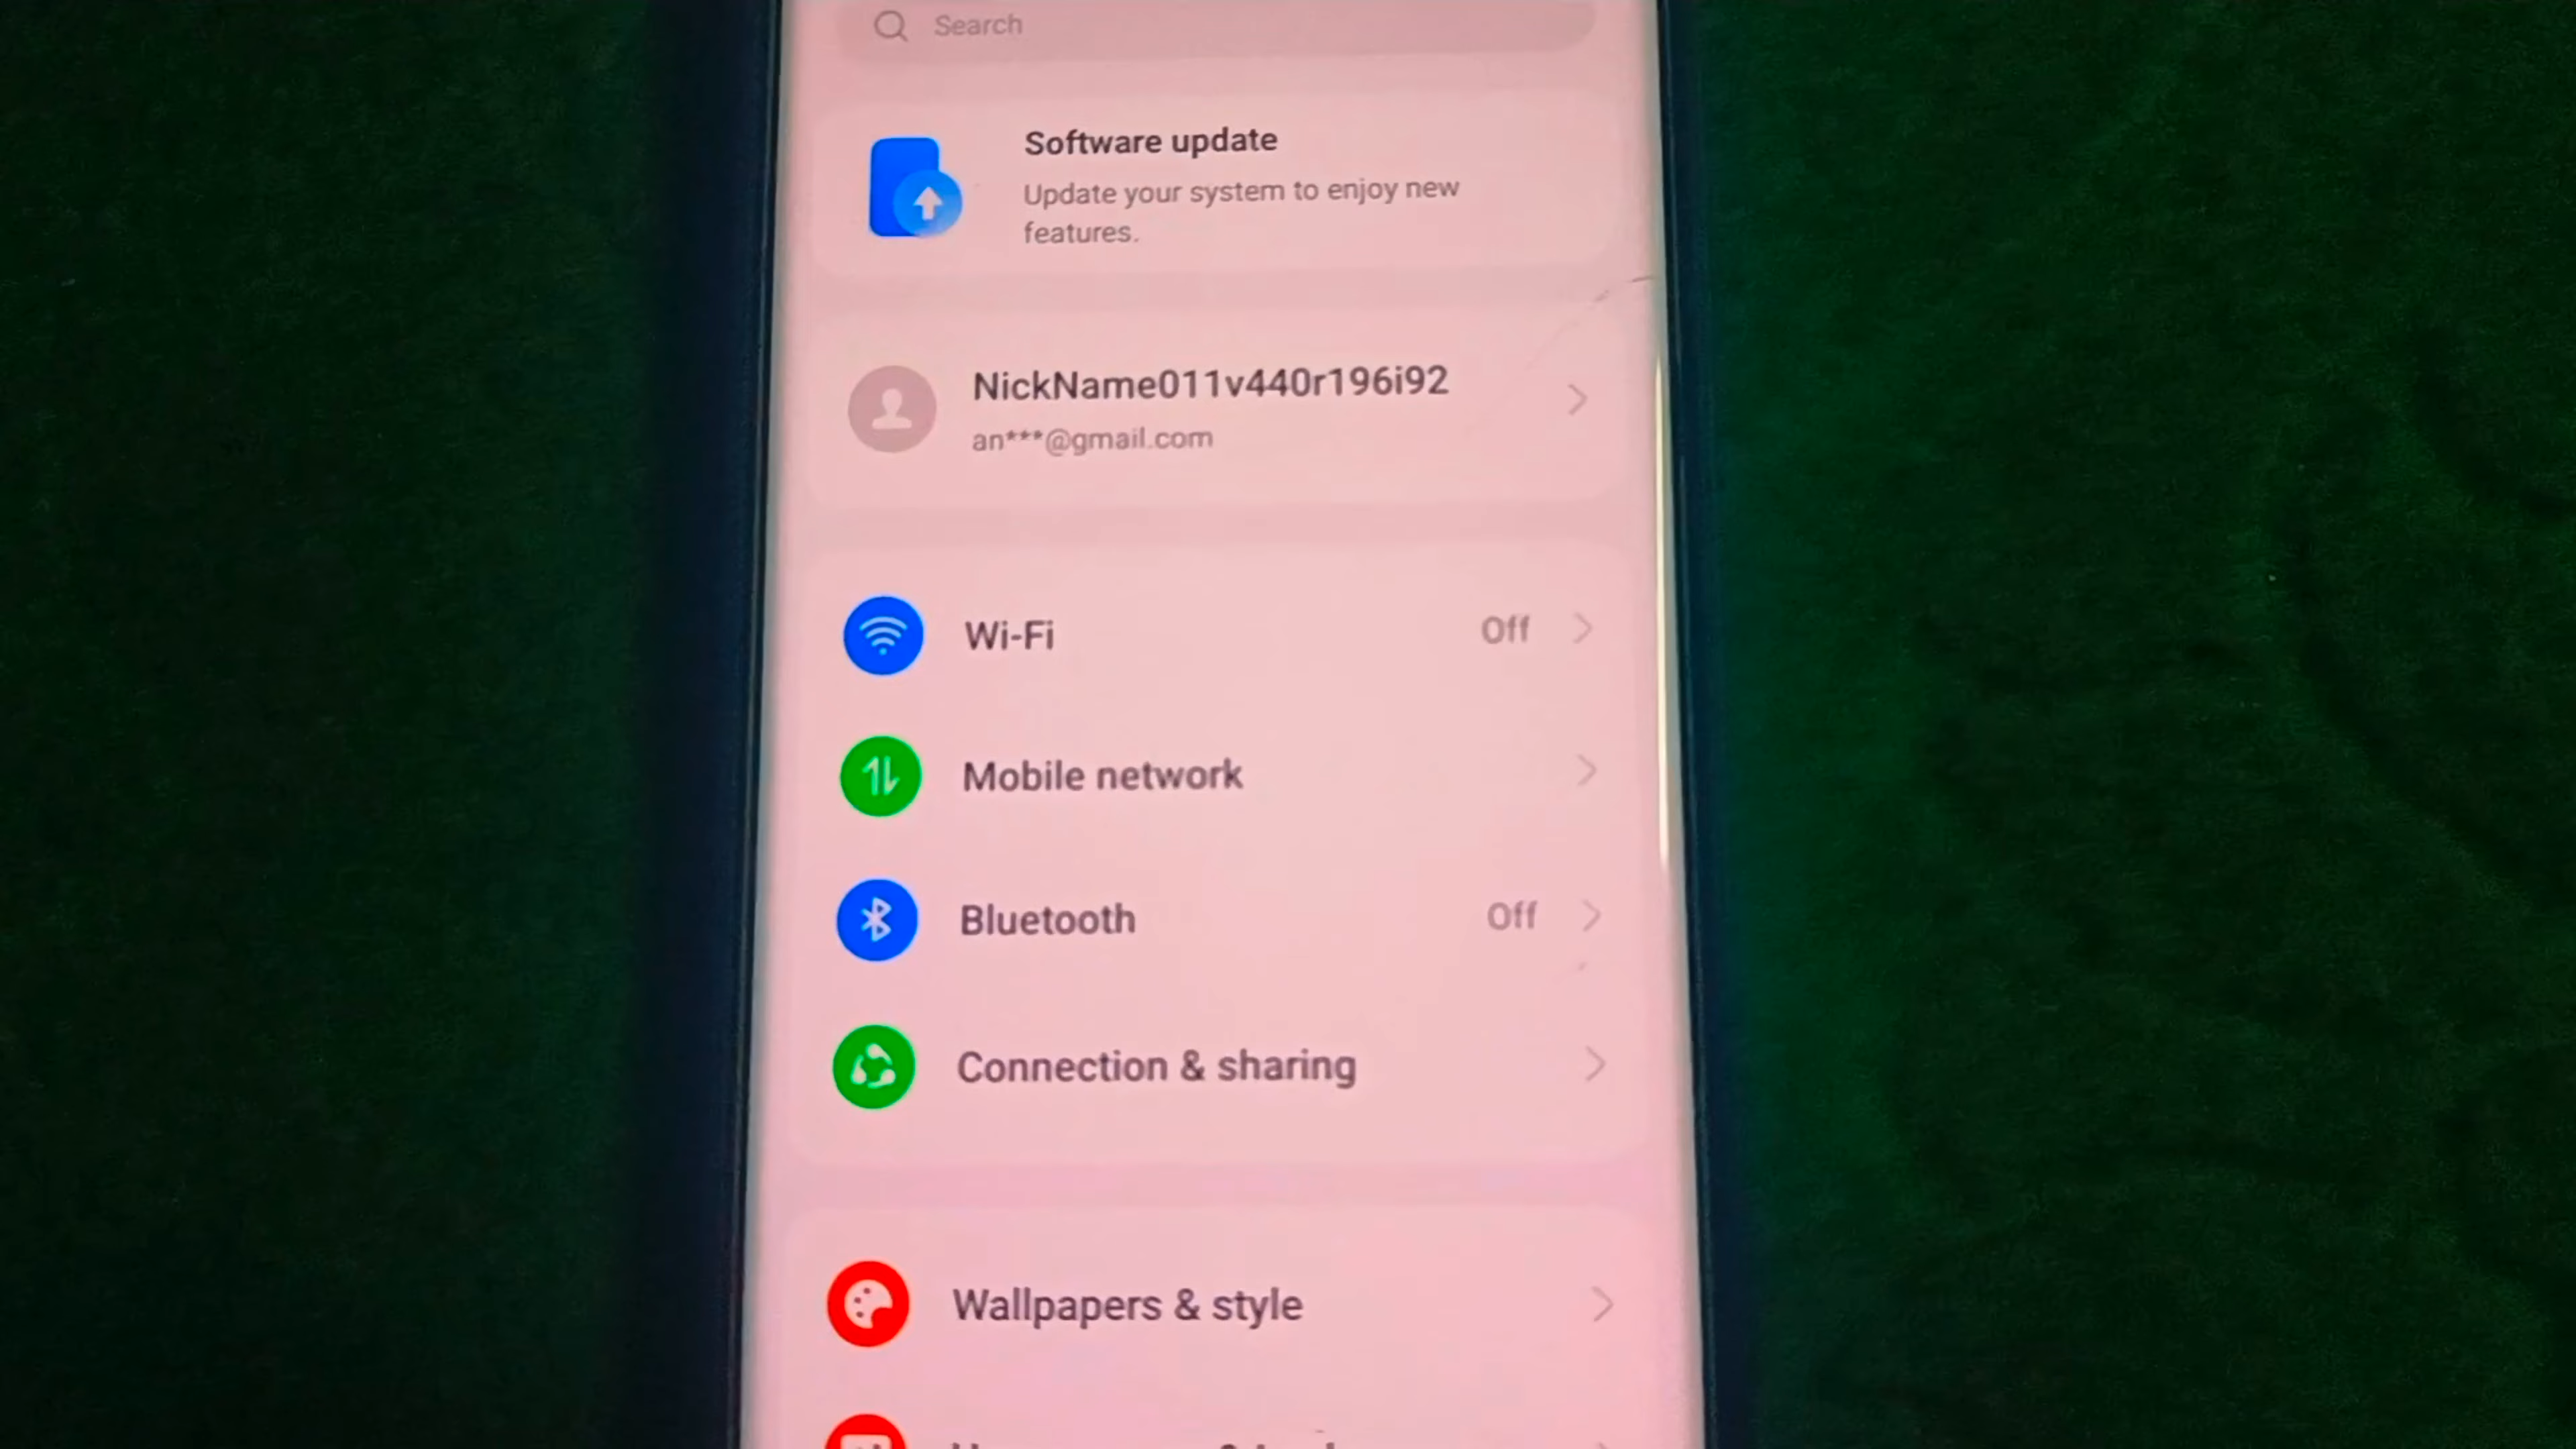 Search
Software update
Update your system to enjoy new
features.
NickName011v440r196i92
an***@gmail.com
Wi-Fi
Off
Mobile network
Bluetooth
Off
Connection & sharing
Wallpapers & style